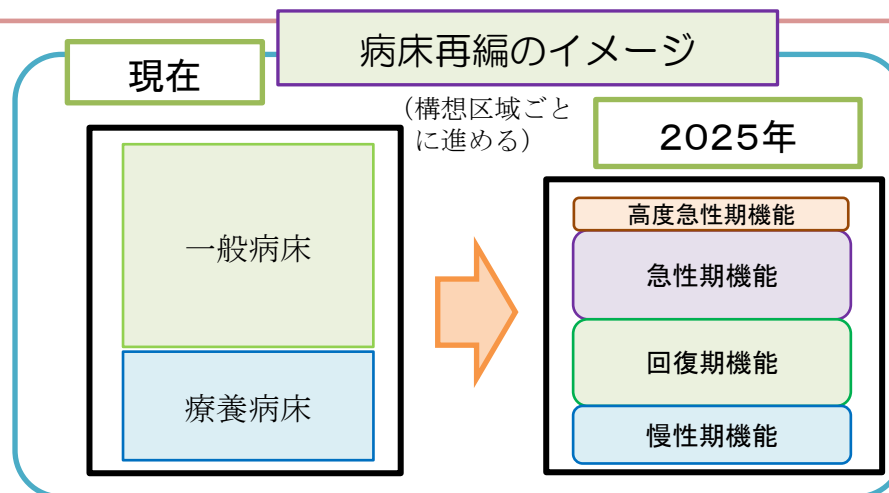 病床再編のイメージ
現在
（構想区域ごと
に進める）
２０２５年
一般病床
療養病床
高度急性期機能
急性期機能
回復期機能
慢性期機能